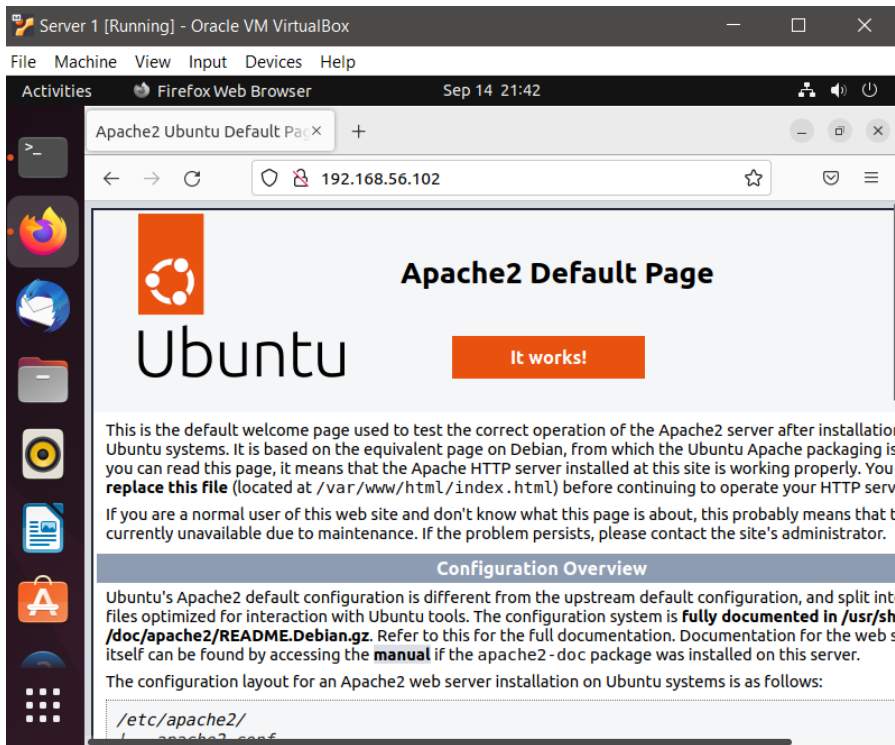 Server 1 [Running] - Oracle VM VirtualBox
File Machine View Input Devices Help
Activities Firefox Web Browser Sep 14 21:42
Apache2 Ubuntu Default Pag
192.168.56.102
Ubuntu
Apache2 Default Page
It works!
This is the default welcome page used to test the correct operation of the Apache2 server after installation
Ubuntu systems. It is based on the equivalent page on Debian, from which the Ubuntu Apache packaging is
you can read this page, it means that the Apache HTTP server installed at this site is working properly. You
replace this file (located at /var/www/html/index.html) before continuing to operate your HTTP serv
If you are a normal user of this web site and don't know what this page is about, this probably means that t
currently unavailable due to maintenance. If the problem persists, please contact the site's administrator.
Configuration Overview
Ubuntu's Apache2 default configuration is different from the upstream default configuration, and split int
files optimized for interaction with Ubuntu tools. The configuration system is fully documented in /usr/sh
/doc/apache2/README.Debian.gz. Refer to this for the full documentation. Documentation for the web s
itself can be found by accessing the manual if the apache2-doc package was installed on this server.
The configuration layout for an Apache2 web server installation on Ubuntu systems is as follows:
/etc/apache2/
apache2.conf